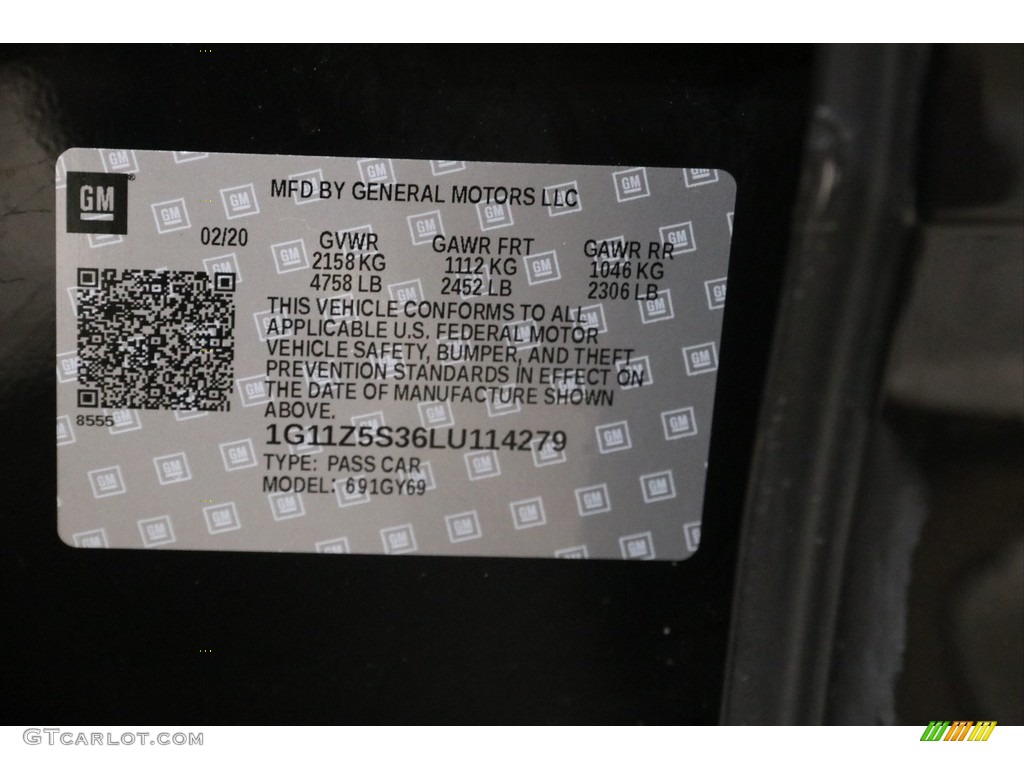 GM
MFD BY GENERAL MOTORS LLC
02/20
GVWR GAWR FRT GAWR RR
2158 KG 1112 KG 1046 KG
4758 LB 2452 LB 2306 LB
THIS VEHICLE CONFORMS TO ALL
APPLICABLE U.S. FEDERAL MOTOR
VEHICLE SAFETY, BUMPER, AND THEFT
PREVENTION STANDARDS IN EFFECT ON
THE DATE OF MANUFACTURE SHOWN
ABOVE.
8555
1G11Z5S36LU114279
TYPE: PASS CAR
MODEL: 691GY69
GTCARLOT.COM